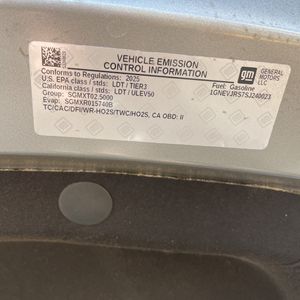 VEHICLE EMISSION
CONTROL INFORMATION
gm
GENERAL
MOTORS
LLC
Conforms to Regulations: 2025
U.S. EPA class / stds: LDT / TIER3
California class / stds: LDT / ULEV50
Group: SGMXT02.5000
Evap: SGMXR015740B
TC/CAC/DFI/WR-HO2S/TWC/HO2S, CA OBD: II
Fuel: Gasoline
1GNEVJRS7SJ240023